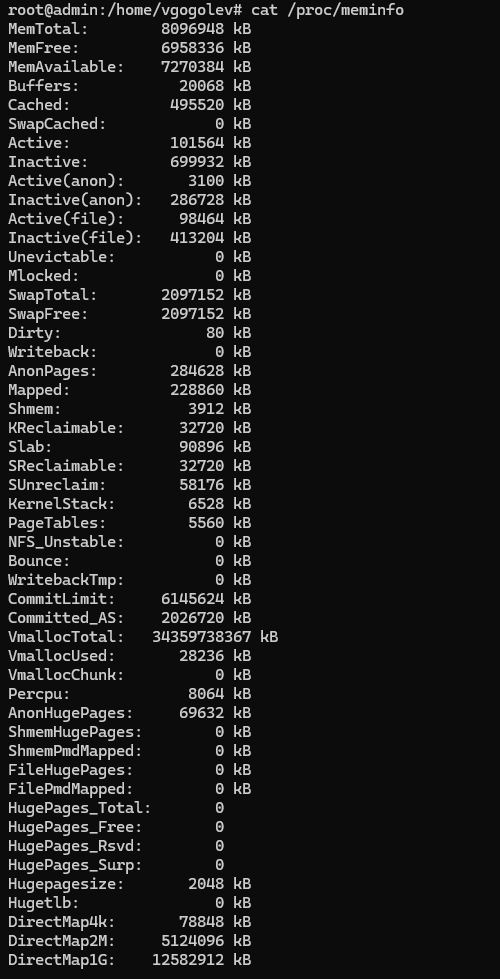 root@admin:/home/vgogolev# cat /proc/meminfo
MemTotal:        8096948 kB
MemFree:         6958336 kB
MemAvailable:    7270384 kB
Buffers:           20068 kB
Cached:           495520 kB
SwapCached:            0 kB
Active:           101564 kB
Inactive:         699932 kB
Active(anon):       3100 kB
Inactive(anon):   286728 kB
Active(file):      98464 kB
Inactive(file):   413204 kB
Unevictable:           0 kB
Mlocked:               0 kB
SwapTotal:       2097152 kB
SwapFree:        2097152 kB
Dirty:                80 kB
Writeback:             0 kB
AnonPages:        284628 kB
Mapped:           228860 kB
Shmem:              3912 kB
KReclaimable:      32720 kB
Slab:              90896 kB
SReclaimable:      32720 kB
SUnreclaim:        58176 kB
KernelStack:        6528 kB
PageTables:         5560 kB
NFS_Unstable:          0 kB
Bounce:                0 kB
WritebackTmp:          0 kB
CommitLimit:     6145624 kB
Committed_AS:    2026720 kB
VmallocTotal:   34359738367 kB
VmallocUsed:       28236 kB
VmallocChunk:          0 kB
Percpu:             8064 kB
AnonHugePages:     69632 kB
ShmemHugePages:        0 kB
ShmemPmdMapped:        0 kB
FileHugePages:         0 kB
FilePmdMapped:         0 kB
HugePages_Total:       0
HugePages_Free:        0
HugePages_Rsvd:        0
HugePages_Surp:        0
Hugepagesize:       2048 kB
Hugetlb:               0 kB
DirectMap4k:       78848 kB
DirectMap2M:     5124096 kB
DirectMap1G:    12582912 kB